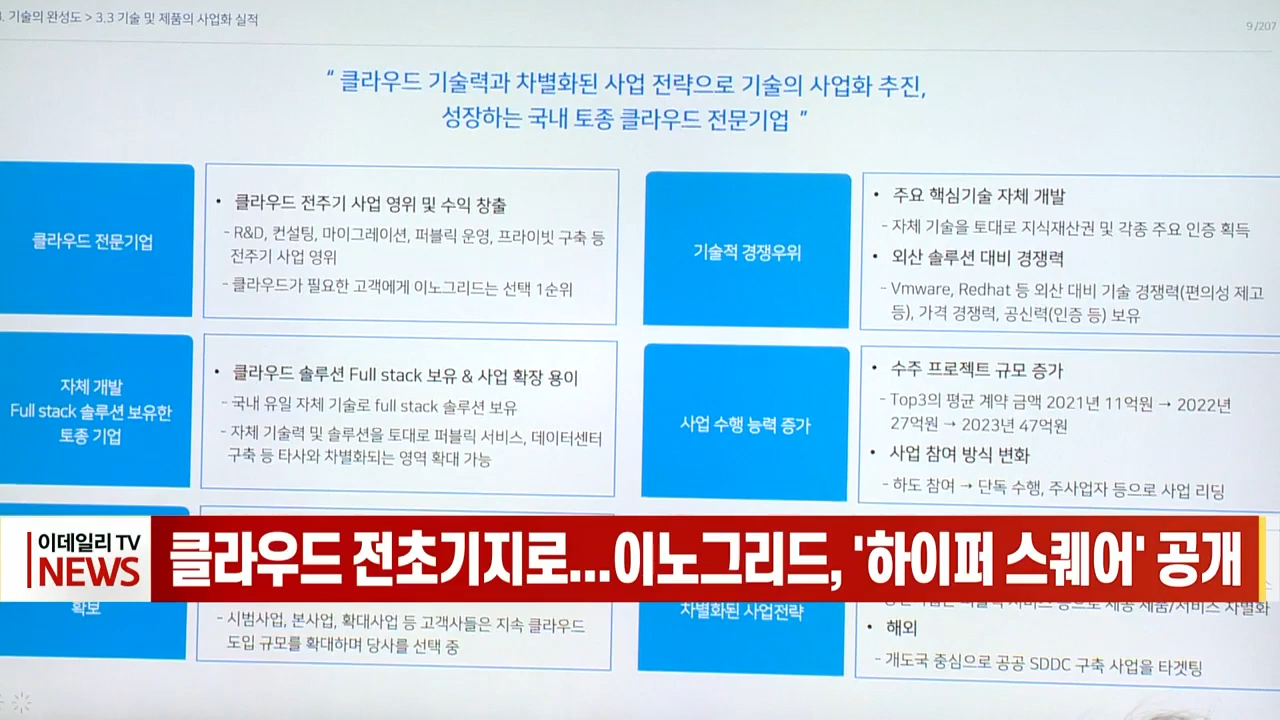 3. 기술의 완성도 > 3.3 기술 및 제품의 사업화 실적
9 /207
“ 클라우드 기술력과 차별화된 사업 전략으로 기술의 사업화 추진,
성장하는 국내 토종 클라우드 전문기업 ”
클라우드 전문기업
• 클라우드 전주기 사업 영위 및 수익 창출
- R&D, 컨설팅, 마이그레이션, 퍼블릭 운영, 프라이빗 구축 등
전주기 사업 영위
- 클라우드가 필요한 고객에게 이노그리드는 선택 1순위
기술적 경쟁우위
• 주요 핵심기술 자체 개발
- 자체 기술을 토대로 지식재산권 및 각종 주요 인증 획득
• 외산 솔루션 대비 경쟁력
- Vmware, Redhat 등 외산 대비 기술 경쟁력(편의성 제고
등), 가격 경쟁력, 공신력(인증 등) 보유
자체 개발
Full stack 솔루션 보유한
토종 기업
• 클라우드 솔루션 Full stack 보유 & 사업 확장 용이
- 국내 유일 자체 기술로 full stack 솔루션 보유
- 자체 기술력 및 솔루션을 토대로 퍼블릭 서비스, 데이터센터
구축 등 타사와 차별화되는 영역 확대 가능
사업 수행 능력 증가
• 수주 프로젝트 규모 증가
- Top3의 평균 계약 금액 2021년 11억원 → 2022년
27억원 → 2023년 47억원
• 사업 참여 방식 변화
- 하도 참여 → 단독 수행, 주사업자 등으로 사업 리딩
이데일리 TV
NEWS
클라우드 전초기지로...이노그리드, '하이퍼 스퀘어' 공개
확보
- 시범사업, 본사업, 확대사업 등 고객사들은 지속 클라우드
도입 규모를 확대하며 당사를 선택 중
차별화된 사업전략
제품/서비스 차별화
• 해외
- 개도국 중심으로 공공 SDDC 구축 사업을 타겟팅